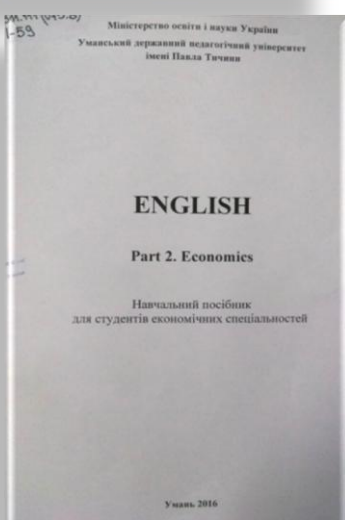 І-59
Міністерство освіти і науки України
Уманський державний педагогічний університет
імені Павла Тичини
ENGLISH
Part 2. Economics
Навчальний посібник
для студентів економічних спеціальностей
Умань 2016